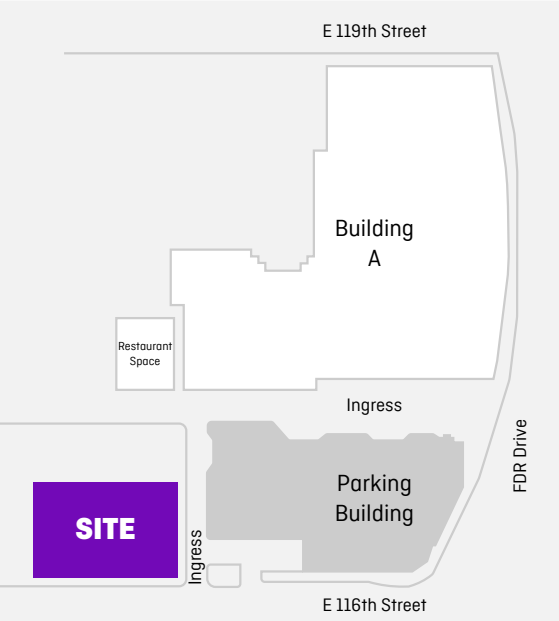 E 119th Street
Building
A
Restaurant
Space
Ingress
FDR Drive
Parking
Building
SITE
Ingress
E 116th Street